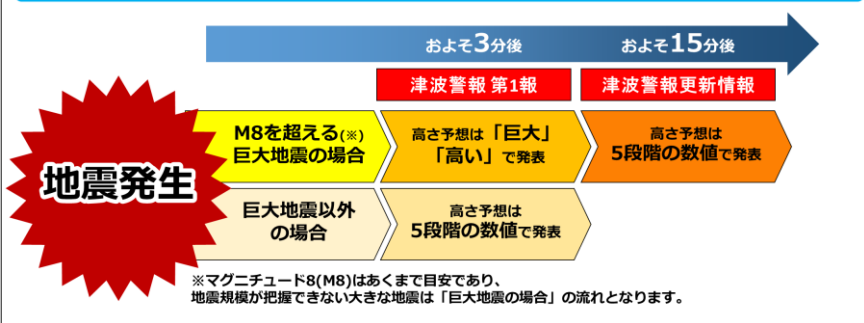 およそ3分後
およそ15分後
津波警報 第1報
津波警報更新情報
地震発生
M8を超える(※)
巨大地震の場合
高さ予想は「巨大」
「高い」で発表
高さ予想は
5段階の数値で発表
巨大地震以外
の場合
高さ予想は
5段階の数値で発表
※マグニチュード8(M8)はあくまで目安であり、
地震規模が把握できない大きな地震は「巨大地震の場合」の流れとなります。